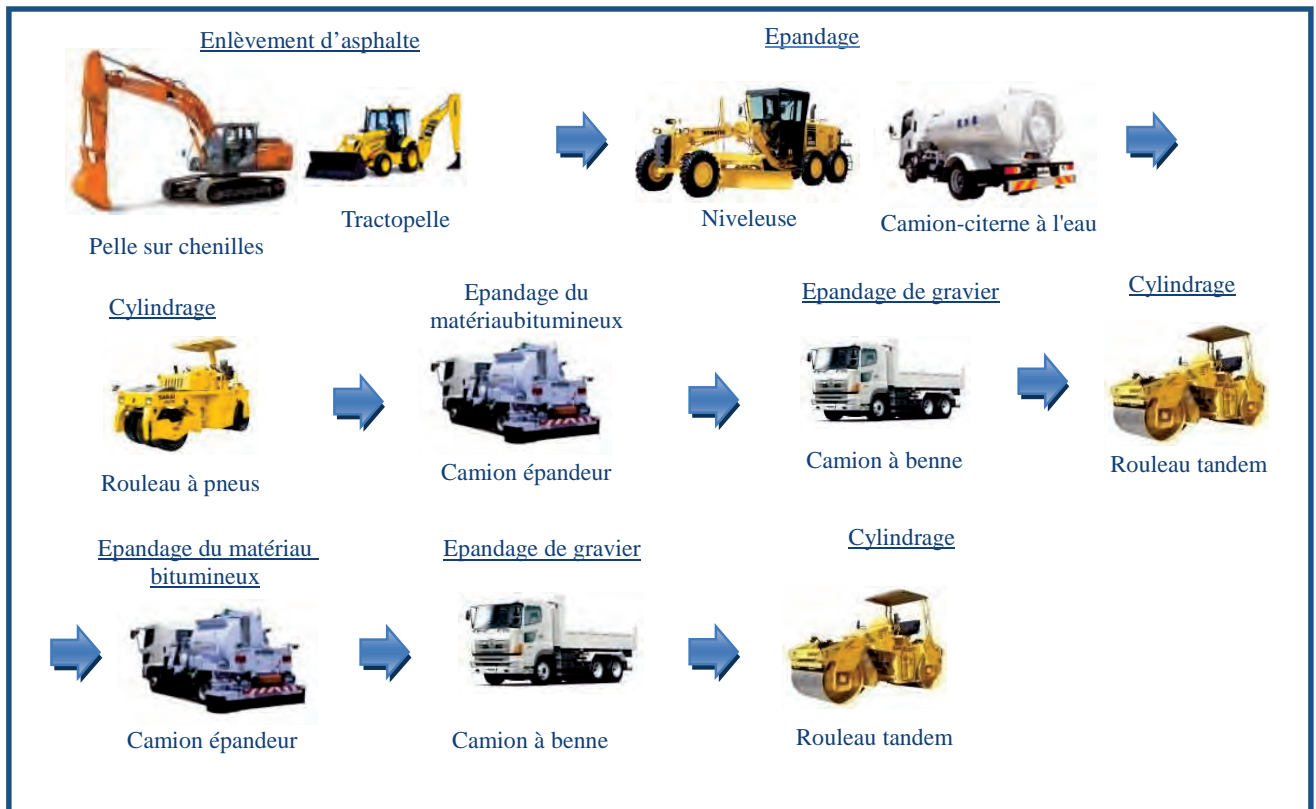 Enlèvement d'asphalte
Epandage
Pelle sur chenilles
Tractopelle
KOMATSU
Niveleuse
Camion-citerne à l'eau
Cylindrage
Epandage du
matériaubitumineux
Epandage de gravier
Cylindrage
SAKAI
Rouleau à pneus
Camion épandeur
Camion à benne
Rouleau tandem
Epandage du matériau
bitumineux
Epandage de gravier
Cylindrage
Camion épandeur
Camion à benne
Rouleau tandem